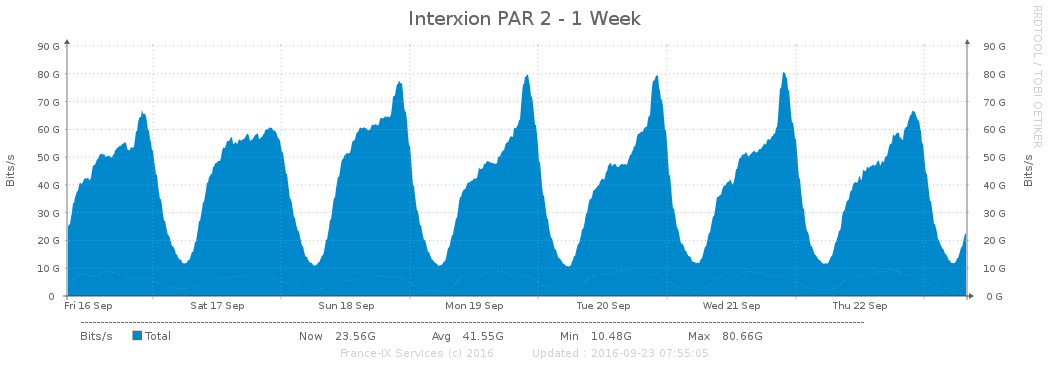 Interxion PAR 2 - 1 Week
RRDTOOL / TOBI OETIKER
90 G 90 G
80 G 80 G
70 G 70 G
60 G 60 G
50 G 50 G
40 G 40 G
30 G 30 G
20 G 20 G
10 G 10 G
0 0 G
Bits/s
Bits/s
Fri 16 Sep Sat 17 Sep Sun 18 Sep Mon 19 Sep Tue 20 Sep Wed 21 Sep Thu 22 Sep
Bits/s Total Now 23.56G Avg 41.55G Min 10.48G Max 80.66G
France-IX Services (c) 2016 Updated : 2016-09-23 07:55:05